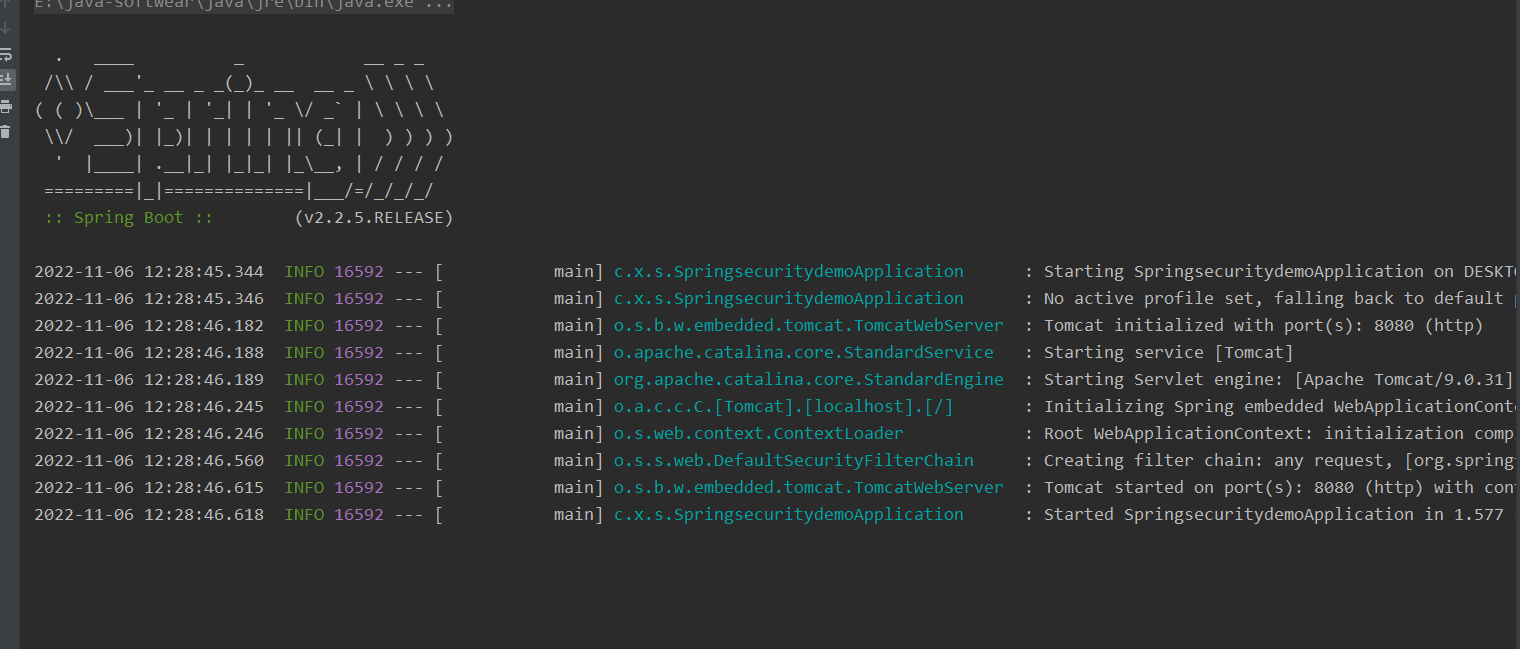 E:\java-softwear\java\jre\bin\java.exe ...
  .   ____          _            __ _ _
 /\\ / ___'_ __ _ _(_)_ __  __ _ \ \ \ \
( ( )\___ | '_ | '_| | '_ \/ _` | \ \ \ \
 \\/  ___)| |_)| | | | | || (_| |  ) ) ) )
  '  |____| .__|_| |_|_| |_\__, | / / / /
 =========|_|==============|___/=/_/_/_/
 :: Spring Boot ::        (v2.2.5.RELEASE)
2022-11-06 12:28:45.344  INFO 16592 --- [           main] c.x.s.SpringsecuritydemoApplication      : Starting SpringsecuritydemoApplication on
2022-11-06 12:28:45.346  INFO 16592 --- [           main] c.x.s.SpringsecuritydemoApplication      : No active profile set, falling back to default
2022-11-06 12:28:46.182  INFO 16592 --- [           main] o.s.b.w.embedded.tomcat.TomcatWebServer  : Tomcat initialized with port(s): 8080 (http)
2022-11-06 12:28:46.188  INFO 16592 --- [           main] o.apache.catalina.core.StandardService   : Starting service [Tomcat]
2022-11-06 12:28:46.189  INFO 16592 --- [           main] org.apache.catalina.core.StandardEngine  : Starting Servlet engine: [Apache Tomcat/9.0.31]
2022-11-06 12:28:46.245  INFO 16592 --- [           main] o.a.c.c.C.[Tomcat].[localhost].[/]       : Initializing Spring embedded
2022-11-06 12:28:46.246  INFO 16592 --- [           main] o.s.web.context.ContextLoader            : Root WebApplicationContext: initialization comp
2022-11-06 12:28:46.560  INFO 16592 --- [           main] o.s.s.web.DefaultSecurityFilterChain     : Creating filter chain: any request, [org.spring
2022-11-06 12:28:46.615  INFO 16592 --- [           main] o.s.b.w.embedded.tomcat.TomcatWebServer  : Tomcat started on port(s): 8080 (http) with
2022-11-06 12:28:46.618  INFO 16592 --- [           main] c.x.s.SpringsecuritydemoApplication      : Started SpringsecuritydemoApplication in 1.577